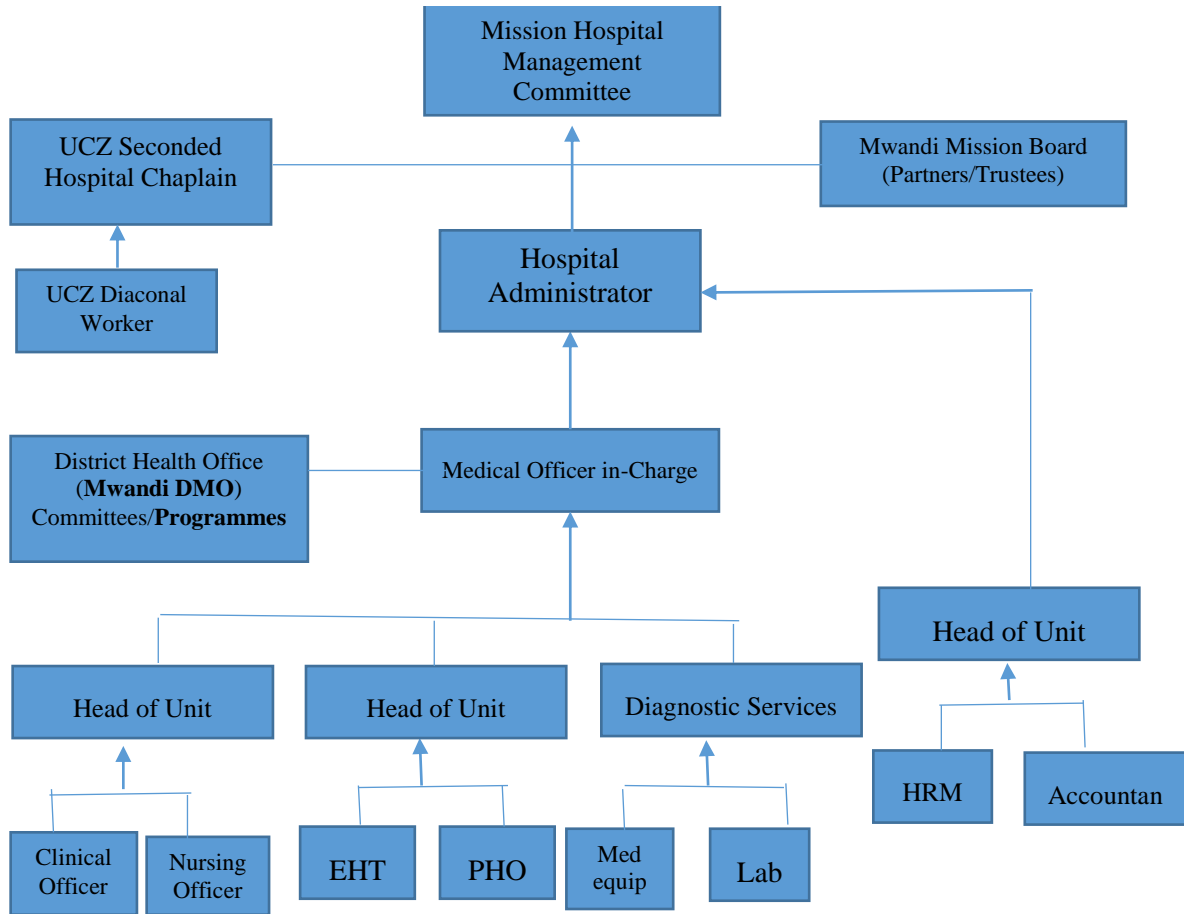 Mission Hospital
Management
Committee
UCZ Seconded
Hospital Chaplain
Mwandi Mission Board
(Partners/Trustees)
Hospital
Administrator
UCZ Diaconal
Worker
District Health Office
(Mwandi DMO)
Committees/Programmes
Medical Officer in-Charge
Head of Unit
Head of Unit
Head of Unit
Diagnostic Services
HRM
Accountan
Clinical
Officer
Nursing
Officer
EHT
PHO
Med
equip
Lab